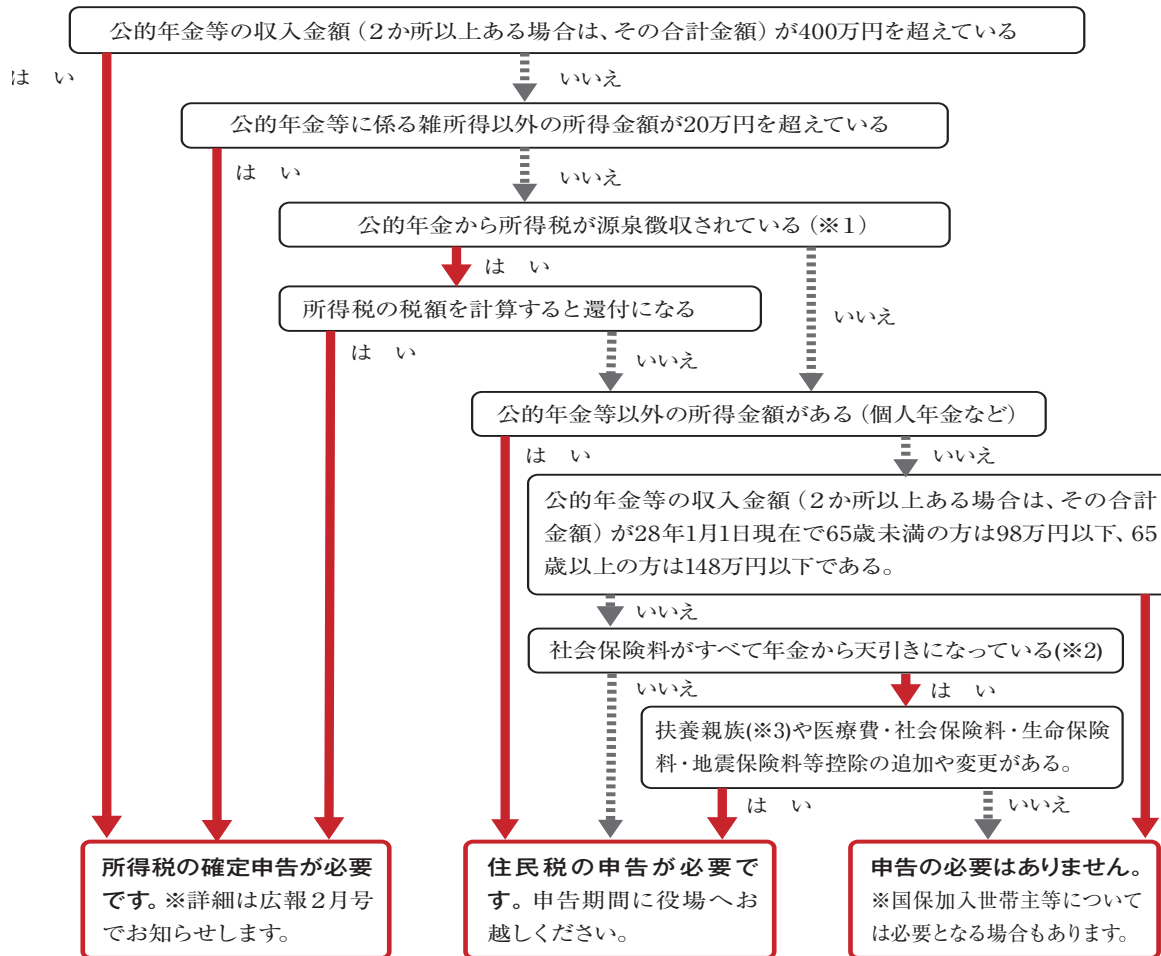 公的年金等の収入金額（２か所以上ある場合は、その合計金額）が400万円を超えている
は　い
いいえ
公的年金等に係る雑所得以外の所得金額が20万円を超えている
は　い
いいえ
公的年金から所得税が源泉徴収されている（※１）
は　い
いいえ
所得税の税額を計算すると還付になる
は　い
いいえ
公的年金等以外の所得金額がある（個人年金など）
は　い
いいえ
公的年金等の収入金額（２か所以上ある場合は、その合計
金額）が28年1月1日現在で65歳未満の方は98万円以下、65
歳以上の方は148万円以下である。
いいえ
社会保険料がすべて年金から天引きになっている(※2)
いいえ
は　い
扶養親族(※3)や医療費・社会保険料・生命保険
料・地震保険料等控除の追加や変更がある。
は　い
いいえ
所得税の確定申告が必要
です。※詳細は広報２月号
でお知らせします。
住民税の申告が必要で
す。申告期間に役場へお
越しください。
申告の必要はありません。
※国保加入世帯主等について
は必要となる場合もあります。